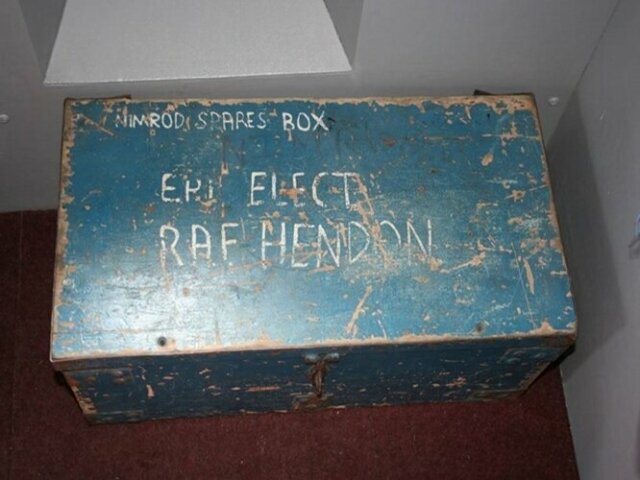 NIMROD SPARES BOX
ELECT
RAF HENDON